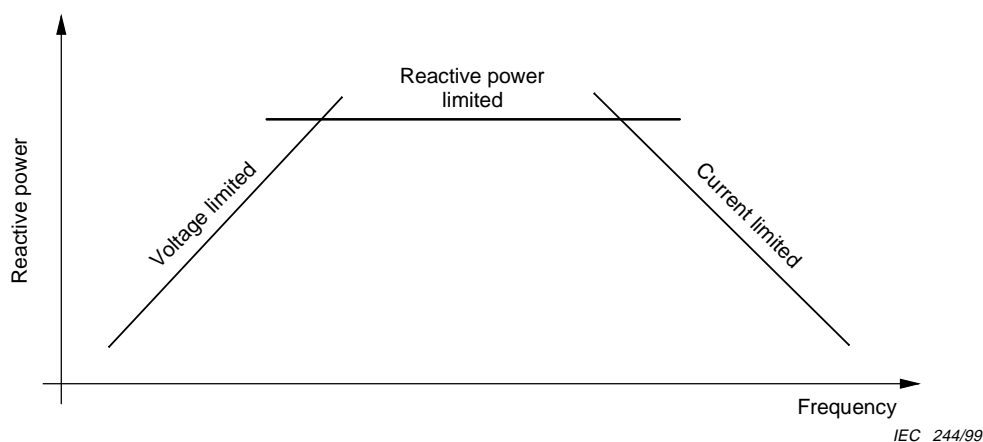 Reactive power
limited
Reactive power
Voltage limited
Current limited
Frequency
IEC 244/99